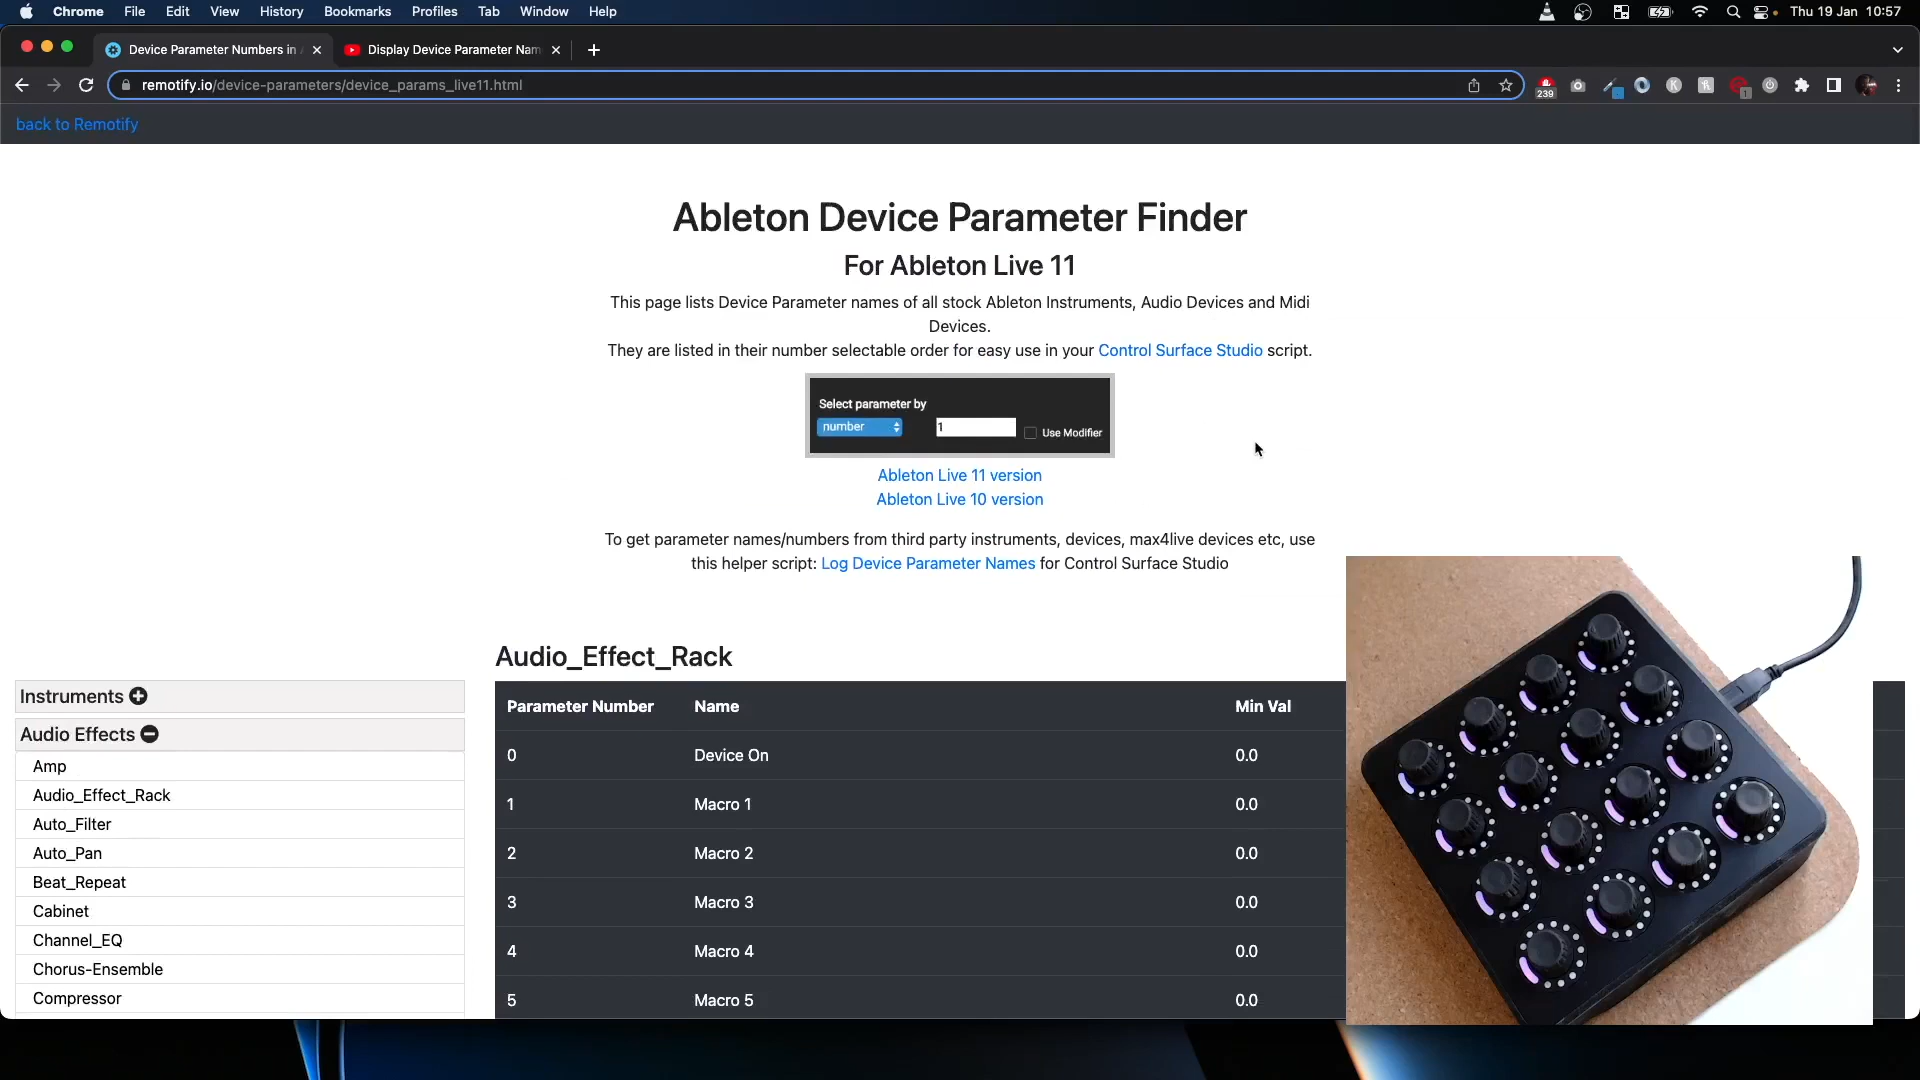 Chrome File Edit View History Bookmarks Profiles Tab Window Help
Thu 19 Jan 10:57
Device Parameter Numbers in
Display Device Parameter Nam
remotify.io/device-parameters/device_params_live11.html
239
1
back to Remotify
Ableton Device Parameter Finder
For Ableton Live 11
This page lists Device Parameter names of all stock Ableton Instruments, Audio Devices and Midi
Devices.
They are listed in their number selectable order for easy use in your Control Surface Studio script.
Select parameter by
number 1 Use Modifier
Ableton Live 11 version
Ableton Live 10 version
To get parameter names/numbers from third party instruments, devices, max4live devices etc, use
this helper script: Log Device Parameter Names for Control Surface Studio
Instruments
Audio Effects
Amp
Audio_Effect_Rack
Auto_Filter
Auto_Pan
Beat_Repeat
Cabinet
Channel_EQ
Chorus-Ensemble
Compressor
Audio_Effect_Rack
Parameter Number Name Min Val
0 Device On 0.0
1 Macro 1 0.0
2 Macro 2 0.0
3 Macro 3 0.0
4 Macro 4 0.0
5 Macro 5 0.0